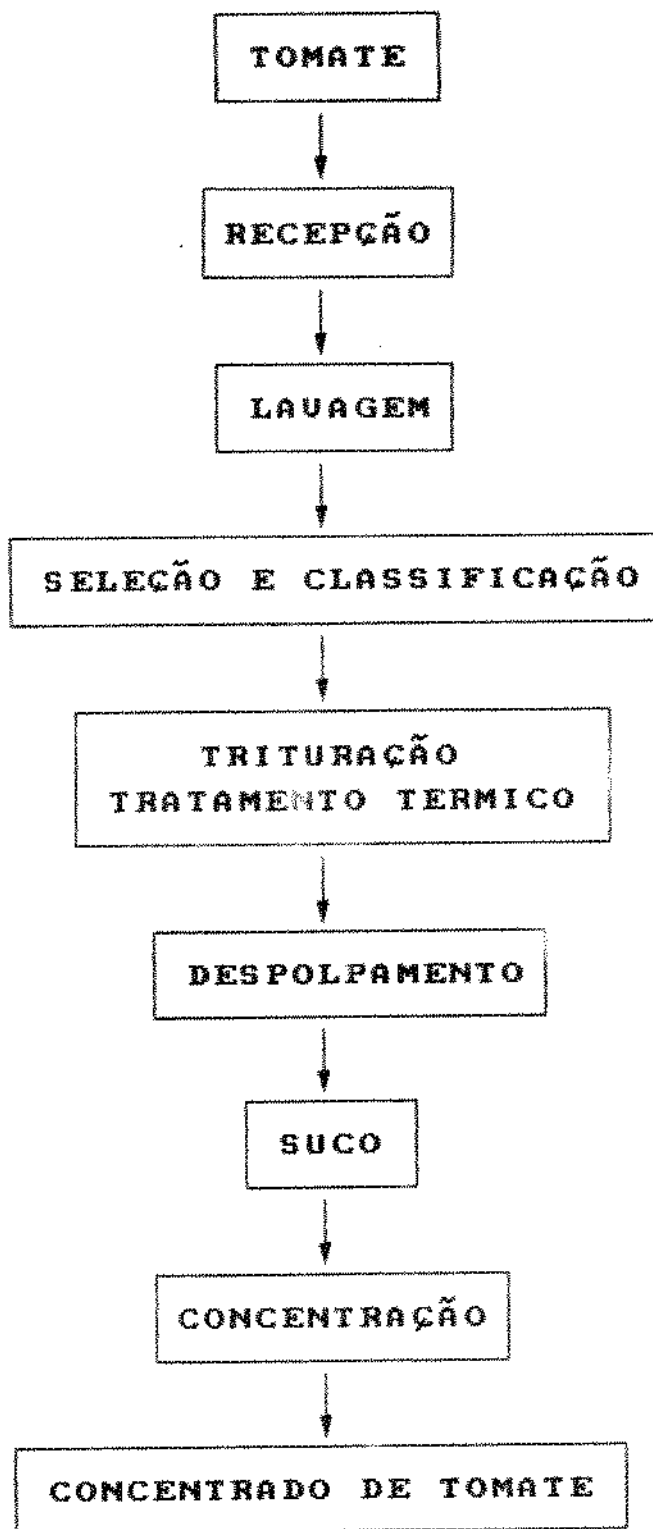 TOMATE
RECEPÇÃO
LAVAGEM
SELEÇÃO E CLASSIFICAÇÃO
TRITURAÇÃO
TRATAMENTO TERMICO
DESPOLPAMENTO
SUCO
CONCENTRAÇÃO
CONCENTRADO DE TOMATE